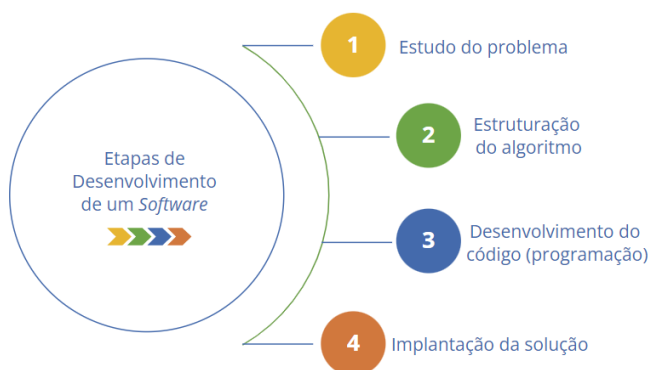 Etapas de
Desenvolvimento
de um Software
1
Estudo do problema
2
Estruturação
do algoritmo
3
Desenvolvimento do
código (programação)
4
Implantação da solução